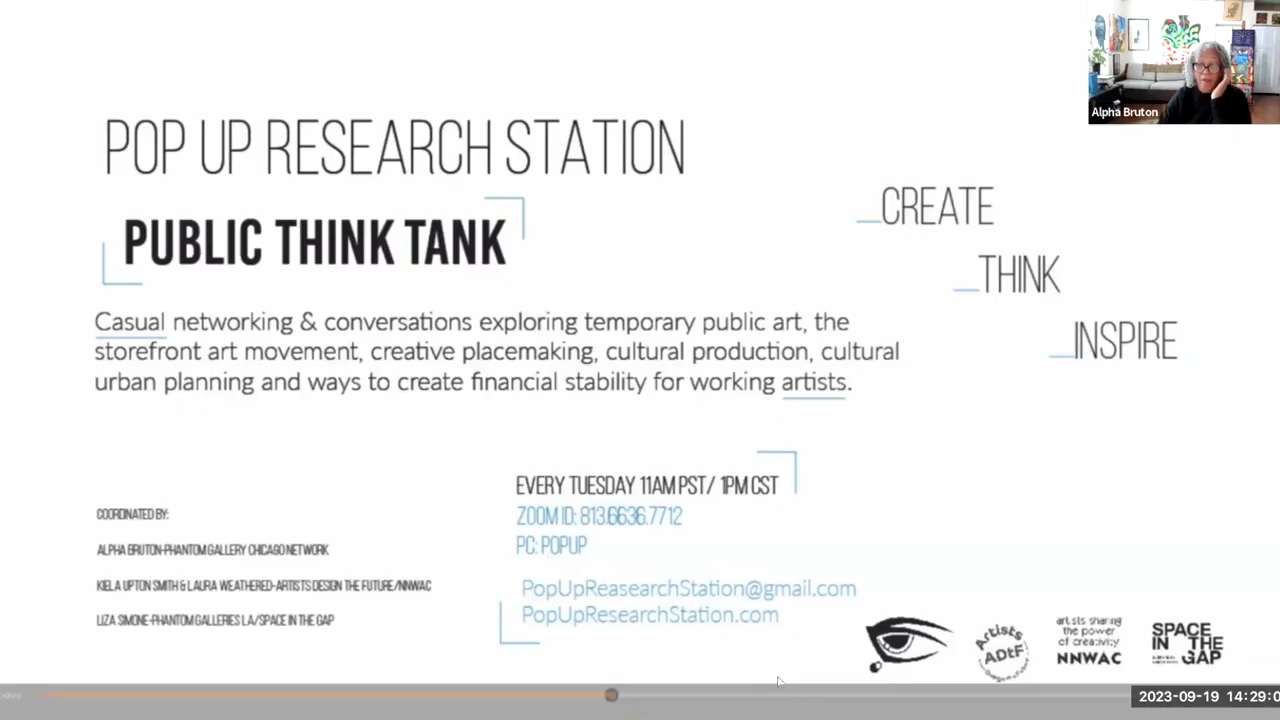 Alpha Bruton
POP UP RESEARCH STATION
PUBLIC THINK TANK
CREATE
THINK
INSPIRE
Casual networking & conversations exploring temporary public art, the
storefront art movement, creative placemaking, cultural production, cultural
urban planning and ways to create financial stability for working artists.
EVERY TUESDAY 11AM PST/ 1PM CST
ZOOM ID: 813.6636.7712
PC: POPUP
PopUpReasearchStation@gmail.com
PopUpResearchStation.com
COORDINATED BY:
ALPHA BRUTON-PHANTOM GALLERY CHICAGO NETWORK
KIELA UPTON SMITH & LAURA WEATHERED-ARTISTS DESIGN THE FUTURE/NNWAC
LIZA SIMONE-PHANTOM GALLERIES LA/SPACE IN THE GAP
Artists
ADtF
artists sharing
the power
of creativity
NNWAC
SPACE
IN THE
GAP
2023-09-19 14:29:0